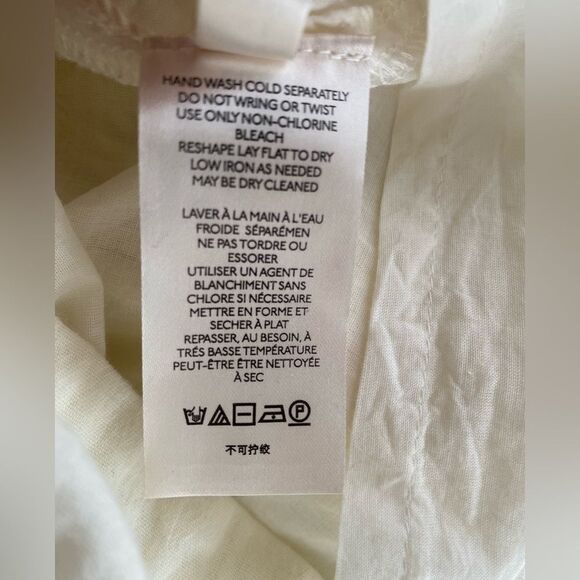 HAND WASH COLD SEPARATELY
DO NOT WRING OR TWIST
USE ONLY NON-CHLORINE
BLEACH
RESHAPE LAY FLAT TO DRY
LOW IRON AS NEEDED
MAY BE DRY CLEANED
LAVER À LA MAIN À L'EAU
FROIDE SÉPARÉMEN
NE PAS TORDRE OU
ESSORER
UTILISER UN AGENT DE
BLANCHIMENT SANS
CHLORE SI NÉCESSAIRE
METTRE EN FORME ET
SECHER À PLAT
REPASSER, AU BESOIN, À
TRÉS BASSE TEMPÉRATURE
PEUT-ÊTRE ÊTRE NETTOYÉE
À SEC
P
不可拧绞